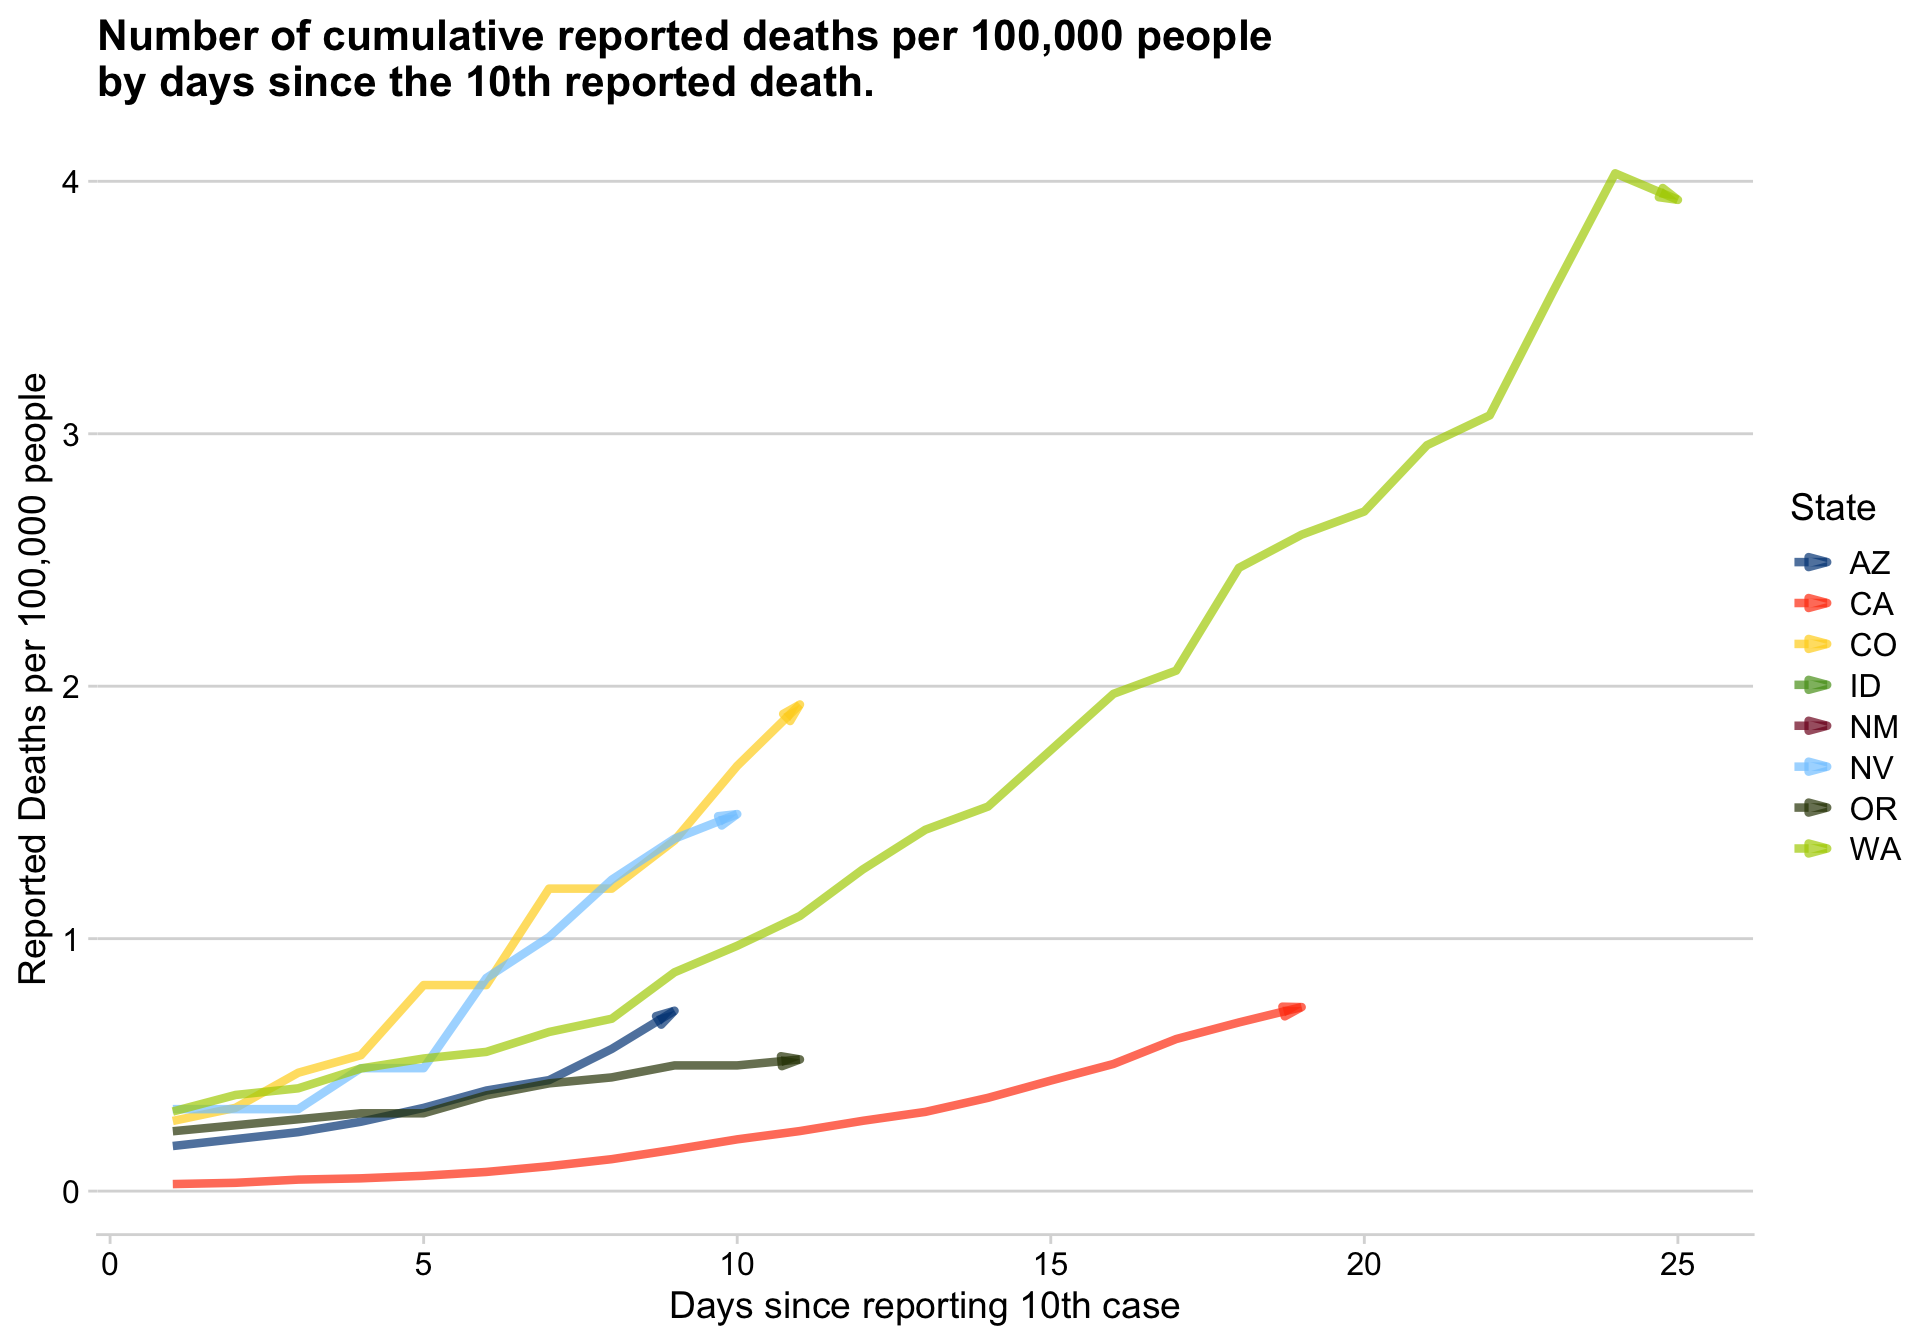 Number of cumulative reported deaths per 100,000 people
by days since the 10th reported death.
Reported Deaths per 100,000 people
4
3
2
1
0
0 5 10 15 20 25
Days since reporting 10th case
State
AZ
CA
CO
ID
NM
NV
OR
WA